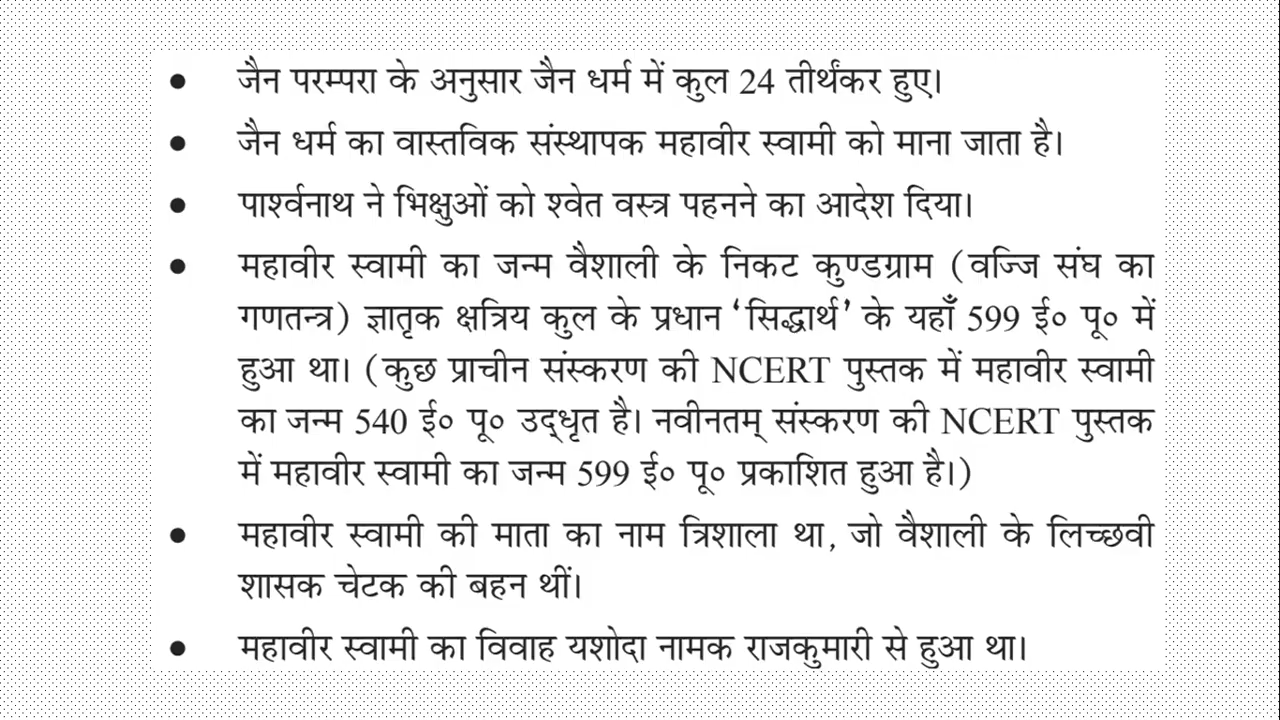 ● जैन परम्परा के अनुसार जैन धर्म में कुल 24 तीर्थंकर हुए।
● जैन धर्म का वास्तविक संस्थापक महावीर स्वामी को माना जाता है।
● पार्श्वनाथ ने भिक्षुओं को श्वेत वस्त्र पहनने का आदेश दिया।
● महावीर स्वामी का जन्म वैशाली के निकट कुण्डग्राम (वज्जि संघ का
गणतन्त्र) ज्ञातृक क्षत्रिय कुल के प्रधान ‘सिद्धार्थ’ के यहाँ 599 ई० पू० में
हुआ था। (कुछ प्राचीन संस्करण की NCERT पुस्तक में महावीर स्वामी
का जन्म 540 ई० पू० उद्धृत है। नवीनतम् संस्करण की NCERT पुस्तक
में महावीर स्वामी का जन्म 599 ई० पू० प्रकाशित हुआ है।)
● महावीर स्वामी की माता का नाम त्रिशाला था, जो वैशाली के लिच्छवी
शासक चेटक की बहन थीं।
● महावीर स्वामी का विवाह यशोदा नामक राजकुमारी से हुआ था।